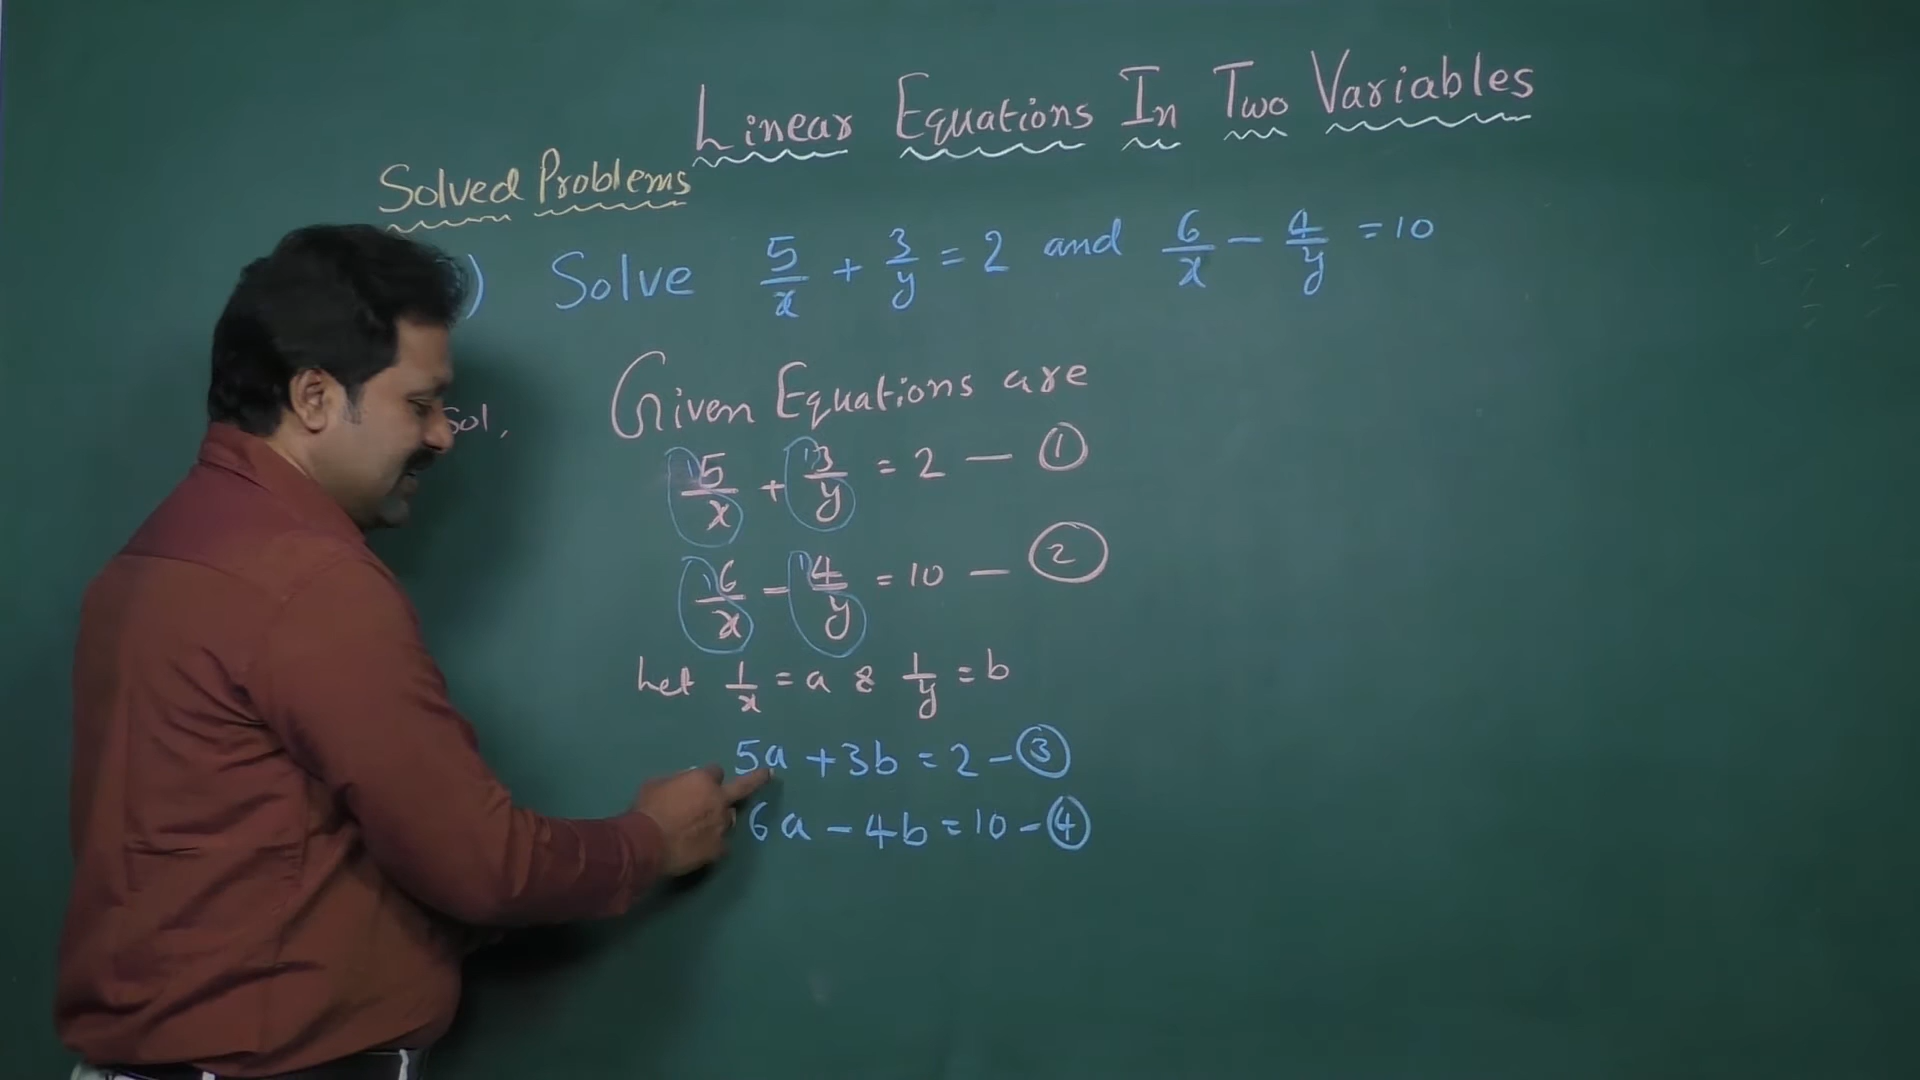 Linear Equations In Two Variables
Solved Problems
) Solve 5/x + 3/y = 2 and 6/x - 4/y = 10
Sol, Given Equations are
5/x + 3/y = 2 — ①
6/x - 4/y = 10 — ②
Let 1/x = a & 1/y = b
5a + 3b = 2 - ③
6a - 4b = 10 - ④